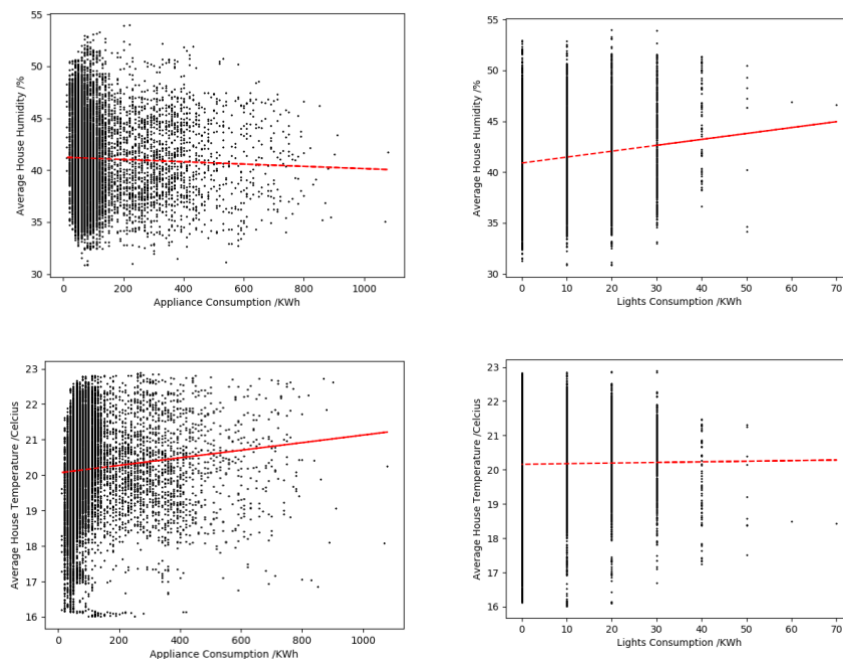 55
50
45
40
35
30
Average House Humidity /%
0 200 400 600 800 1000
Appliance Consumption /KWh
55
50
45
40
35
30
Average House Humidity /%
0 10 20 30 40 50 60 70
Lights Consumption /KWh
23
22
21
20
19
18
17
16
Average House Temperature /Celcius
0 200 400 600 800 1000
Appliance Consumption /KWh
23
22
21
20
19
18
17
16
Average House Temperature /Celcius
0 10 20 30 40 50 60 70
Lights Consumption /KWh